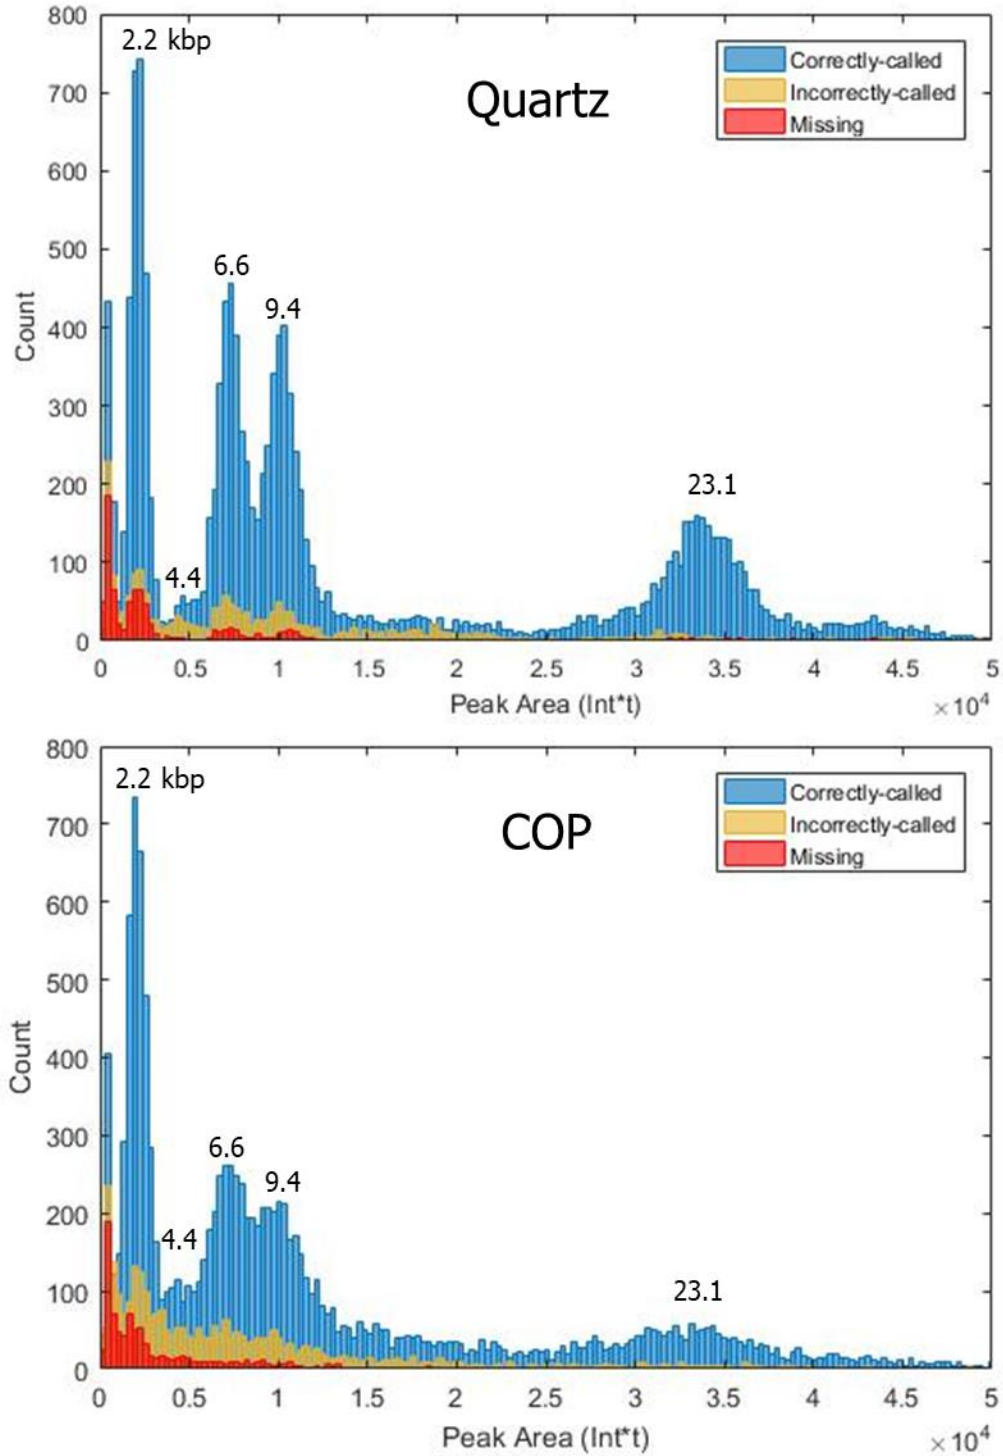 800
2.2 kbp
Quartz
Correctly-called
Incorrectly-called
Missing
700
600
500
Count
6.6
9.4
400
300
200
23.1
100
4.4
0
0 0.5 1 1.5 2 2.5 3 3.5 4 4.5 5
Peak Area (Int*t)
×10⁴
800
2.2 kbp
COP
Correctly-called
Incorrectly-called
Missing
700
600
500
Count
400
300
6.6
9.4
200
4.4
23.1
100
0
0 0.5 1 1.5 2 2.5 3 3.5 4 4.5 5
Peak Area (Int*t)
×10⁴